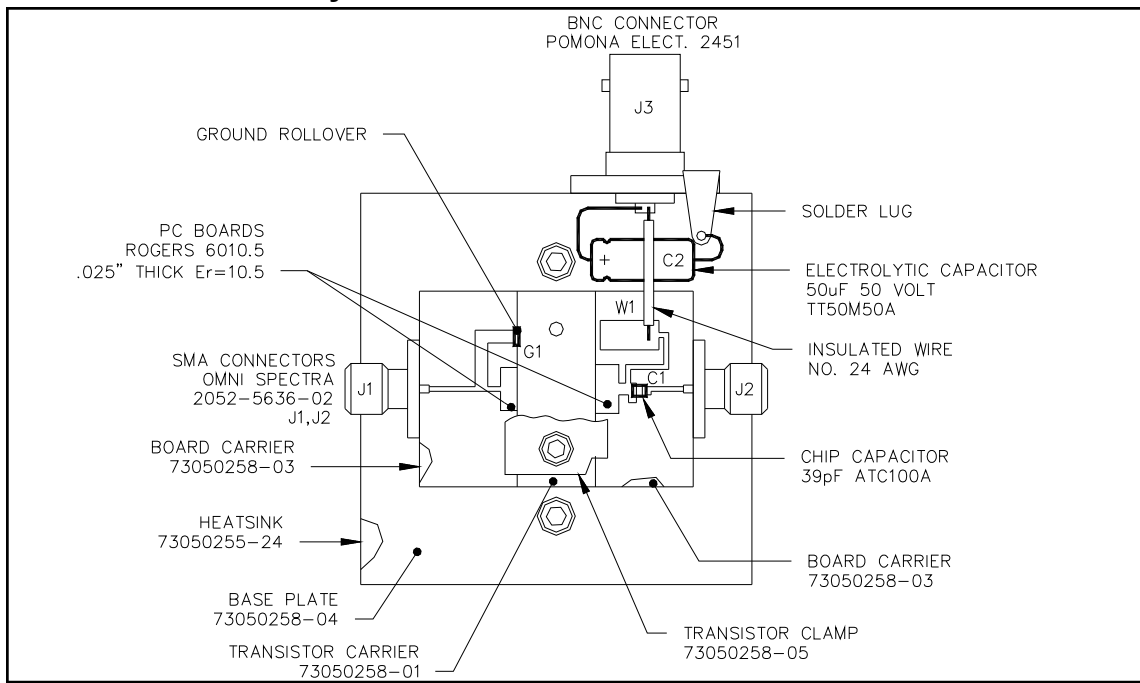 BNC CONNECTOR
POMONA ELECT. 2451
J3
GROUND ROLLOVER
SOLDER LUG
PC BOARDS
ROGERS 6010.5
.025" THICK Er=10.5
+ C2
ELECTROLYTIC CAPACITOR
50uF 50 VOLT
TT50M50A
W1
G1
INSULATED WIRE
NO. 24 AWG
SMA CONNECTORS
OMNI SPECTRA
2052-5636-02
J1,J2
J1
C1
J2
BOARD CARRIER
73050258-03
CHIP CAPACITOR
39pF ATC100A
HEATSINK
73050255-24
BOARD CARRIER
73050258-03
BASE PLATE
73050258-04
TRANSISTOR CLAMP
73050258-05
TRANSISTOR CARRIER
73050258-01